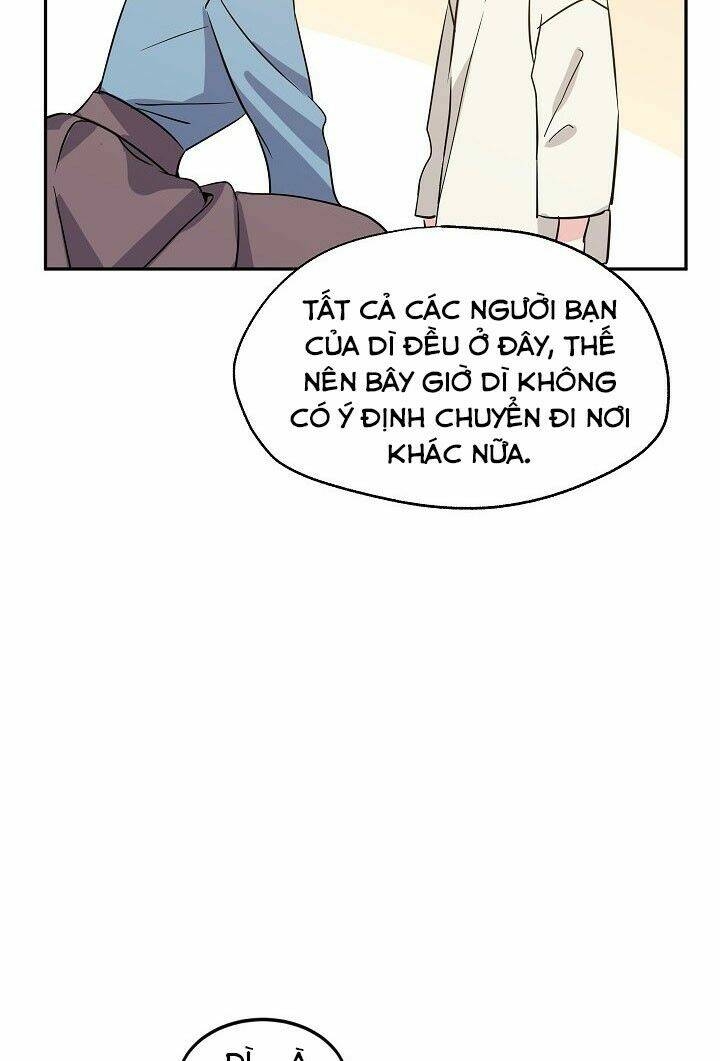 TẤT CẢ CÁC NGƯỜI BẠN
CỦA DÌ ĐỀU Ở ĐÂY, THẾ
NÊN BÂY GIỜ DÌ KHÔNG
CÓ Ý ĐỊNH CHUYỂN ĐI NƠI
KHÁC NỮA.